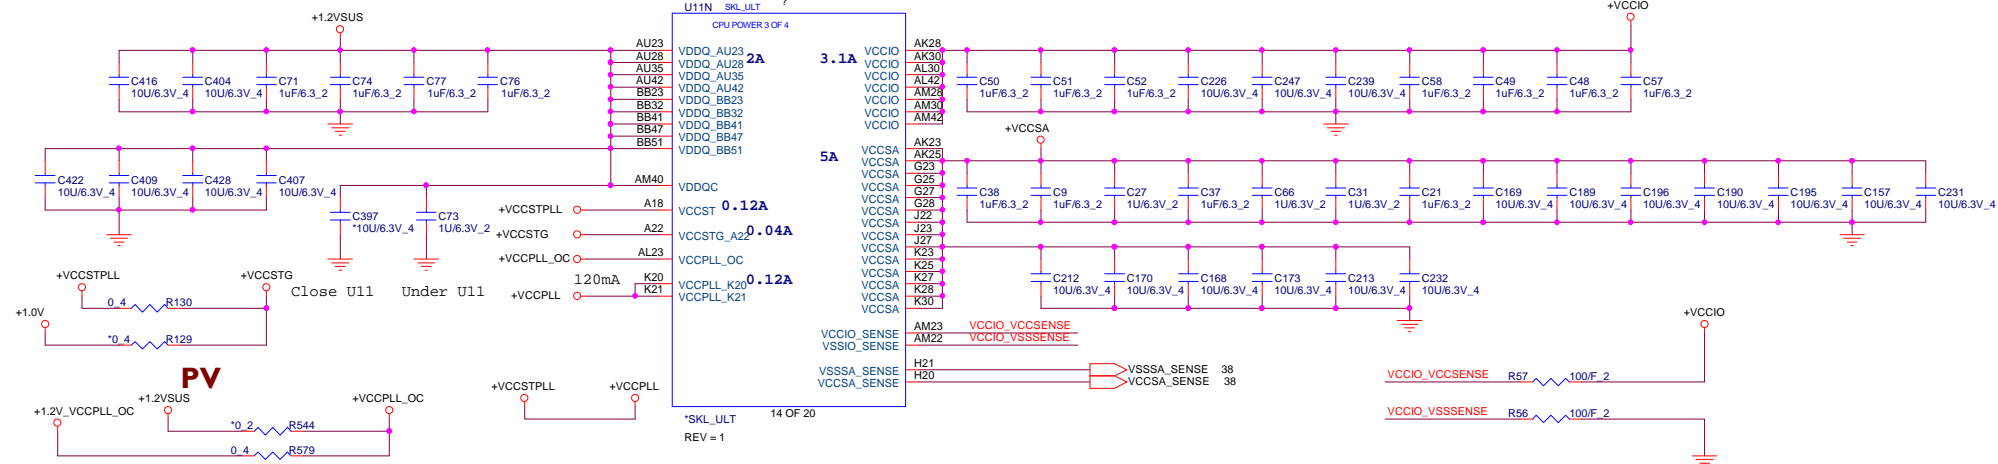 U11N SKL_ULT ?
CPU POWER 3 OF 4
+1.2VSUS
+VCCIO
AU23 VDDQ_AU23
AU28 VDDQ_AU28
AU35 VDDQ_AU35
AU42 VDDQ_AU42
BB23 VDDQ_BB23
BB32 VDDQ_BB32
BB41 VDDQ_BB41
BB47 VDDQ_BB47
BB51 VDDQ_BB51
2A
3.1A
VCCIO AK28
VCCIO AK30
VCCIO AL30
VCCIO AL42
VCCIO AM28
VCCIO AM30
VCCIO AM42
C416 10U/6.3V_4
C404 10U/6.3V_4
C71 1uF/6.3_2
C74 1uF/6.3_2
C77 1uF/6.3_2
C76 1uF/6.3_2
C50 1uF/6.3_2
C51 1uF/6.3_2
C52 1uF/6.3_2
C226 10U/6.3V_4
C247 10U/6.3V_4
C239 10U/6.3V_4
C58 1uF/6.3_2
C49 1uF/6.3_2
C48 1uF/6.3_2
C57 1uF/6.3_2
+VCCSA
5A
VCCSA AK23
VCCSA AK25
VCCSA G23
VCCSA G25
VCCSA G27
VCCSA G28
VCCSA J22
VCCSA J23
VCCSA J27
VCCSA K23
VCCSA K25
VCCSA K27
VCCSA K28
VCCSA K30
C422 10U/6.3V_4
C409 10U/6.3V_4
C428 10U/6.3V_4
C407 10U/6.3V_4
C38 1uF/6.3_2
C9 1uF/6.3_2
C27 1U/6.3V_2
C37 1uF/6.3_2
C66 1U/6.3V_2
C31 1U/6.3V_2
C21 1uF/6.3_2
C169 10U/6.3V_4
C189 10U/6.3V_4
C196 10U/6.3V_4
C190 10U/6.3V_4
C195 10U/6.3V_4
C157 10U/6.3V_4
C231 10U/6.3V_4
AM40 VDDQC
C397 *10U/6.3V_4
C73 1U/6.3V_2
Close U11
Under U11
+VCCSTPLL A18 VCCST 0.12A
+VCCSTG A22 VCCSTG_A22 0.04A
+VCCPLL_OC AL23 VCCPLL_OC
120mA
K20 VCCPLL_K20 0.12A
+VCCPLL K21 VCCPLL_K21
C212 10U/6.3V_4
C170 10U/6.3V_4
C168 10U/6.3V_4
C173 10U/6.3V_4
C213 10U/6.3V_4
C232 10U/6.3V_4
+VCCSTPLL
+VCCSTG
0_4 R130
+1.0V
*0_4 R129
VCCIO_SENSE AM23 VCCIO_VCCSENSE
VSSIO_SENSE AM22 VCCIO_VSSSENSE
VSSSA_SENSE H21 VSSSA_SENSE 38
VCCSA_SENSE H20 VCCSA_SENSE 38
+VCCIO
VCCIO_VCCSENSE R57 100/F_2
VCCIO_VSSSENSE R56 100/F_2
PV
+1.2VSUS
+1.2V_VCCPLL_OC
+VCCPLL_OC
*0_2 R544
0_4 R579
+VCCSTPLL
+VCCPLL
*SKL_ULT
14 OF 20
REV = 1